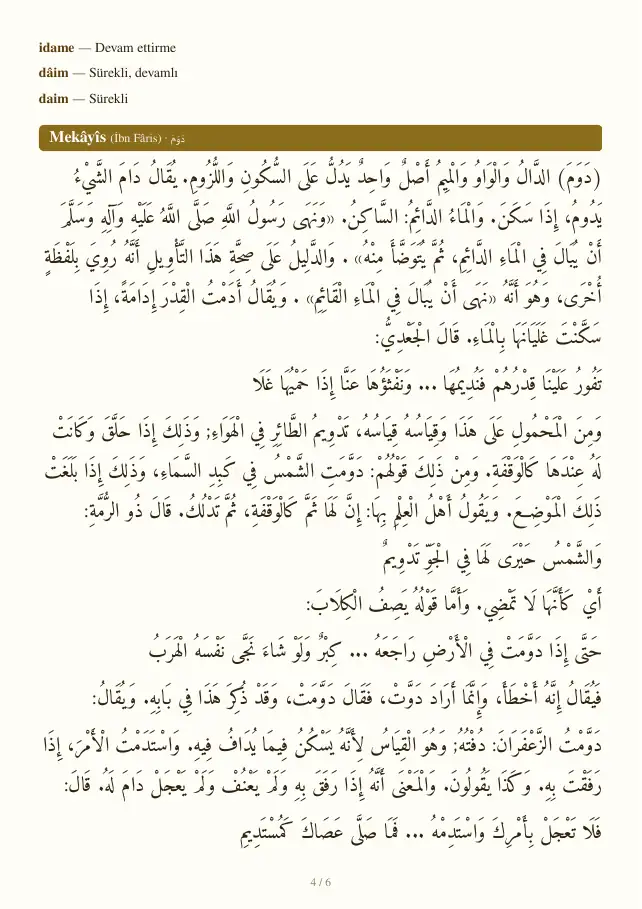 idame — Devam ettirme
dâim — Sürekli, devamlı
daim — Sürekli
Mekâyîs (İbn Fâris) · دَوَمَ
(دَوَمَ) الدَّالُ وَالْوَاوُ وَالْمِيمُ أَصْلٌ وَاحِدٌ يَدُلُّ عَلَى السُّكُونِ وَاللُّزُومِ. يُقَالُ دَامَ الشَّيْءُ
يَدُومُ، إِذَا سَكَنَ. وَالْمَاءُ الدَّائِمُ: السَّاكِنُ. «وَنَهَى رَسُولُ اللَّهِ صَلَّى اللَّهُ عَلَيْهِ وَآلِهِ وَسَلَّمَ
أَنْ يُبَالَ فِي الْمَاءِ الدَّائِمِ، ثُمَّ يُتَوَضَّأَ مِنْهُ» . وَالدَّلِيلُ عَلَى صِحَّةِ هَذَا التَّأْوِيلِ أَنَّهُ رُوِيَ بِلَفْظَةٍ
أُخْرَى، وَهُوَ أَنَّهُ «نَهَى أَنْ يُبَالَ فِي الْمَاءِ الْقَائِمِ» . وَيُقَالُ أَدَمْتُ الْقِدْرَ إِدَامَةً، إِذَا
سَكَّنْتَ غَلَيَانَهَا بِالْمَاءِ. قَالَ الْجَعْدِيُّ:
تَفُورُ عَلَيْنَا قِدْرُهُمْ فَنُدِيمُهَا ... وَنَفْثَؤُهَا عَنَّا إِذَا حَمْيُهَا غَلَا
وَمِنَ الْمَحْمُولِ عَلَى هَذَا وَقِيَاسُهُ قِيَاسُهُ، تَدْوِيمُ الطَّائِرِ فِي الْهَوَاءِ; وَذَلِكَ إِذَا حَلَّقَ وَكَانَتْ
لَهُ عِنْدَهَا كَالْوَقْفَةِ. وَمِنْ ذَلِكَ قَوْلُهُمْ: دَوَّمَتِ الشَّمْسُ فِي كَبِدِ السَّمَاءِ، وَذَلِكَ إِذَا بَلَغَتْ
ذَلِكَ الْمَوْضِعَ. وَيَقُولُ أَهْلُ الْعِلْمِ بِهَا: إِنَّ لَهَا ثَمَّ كَالْوَقْفَةِ، ثُمَّ تَدْلُكُ. قَالَ ذُو الرُّمَّةِ:
وَالشَّمْسُ حَيْرَى لَهَا فِي الْجَوِّ تَدْوِيمٌ
أَيْ كَأَنَّهَا لَا تَمْضِي. وَأَمَّا قَوْلُهُ يَصِفُ الْكِلَابَ:
حَتَّى إِذَا دَوَّمَتْ فِي الْأَرْضِ رَاجَعَهُ ... كِبْرٌ وَلَوْ شَاءَ نَجَّى نَفْسَهُ الْهَرَبُ
فَيُقَالُ إِنَّهُ أَخْطَأَ، وَإِنَّمَا أَرَادَ دَوَّتْ، فَقَالَ دَوَّمَتْ، وَقَدْ ذُكِرَ هَذَا فِي بَابِهِ. وَيُقَالُ:
دَوَّمْتُ الزَّعْفَرَانَ: دُفْتُهُ; وَهُوَ الْقِيَاسُ لِأَنَّهُ يَسْكُنُ فِيمَا يُدَافُ فِيهِ. وَاسْتَدَمْتُ الْأَمْرَ، إِذَا
رَفَقْتَ بِهِ. وَكَذَا يَقُولُونَ. وَالْمَعْنَى أَنَّهُ إِذَا رَفَقَ بِهِ وَلَمْ يَعْنُفْ وَلَمْ يَعْجَلْ دَامَ لَهُ. قَالَ:
فَلَا تَعْجَلْ بِأَمْرِكَ وَاسْتَدِمْهُ ... فَمَا صَلَّى عَصَاكَ كَمُسْتَدِيمِ
4 / 6